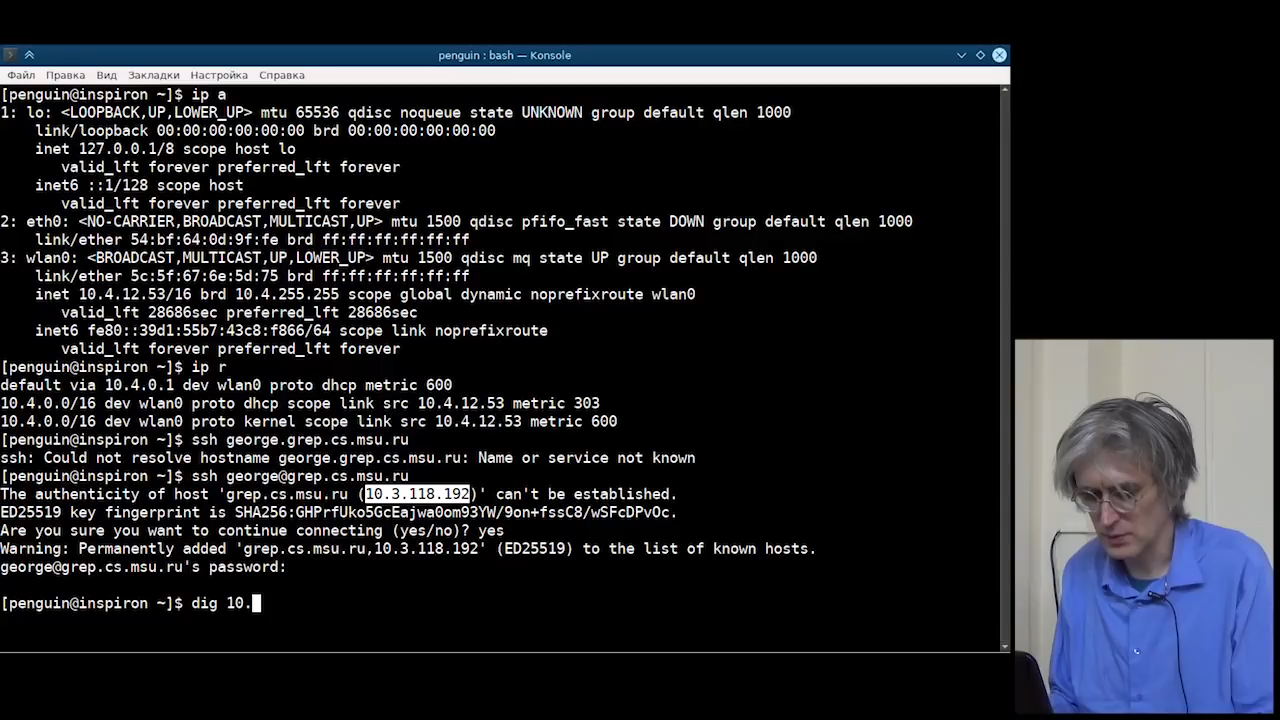 penguin : bash — Konsole
Файл Правка Вид Закладки Настройка Справка
[penguin@inspiron ~]$ ip a
1: lo: <LOOPBACK,UP,LOWER_UP> mtu 65536 qdisc noqueue state UNKNOWN group default qlen 1000
    link/loopback 00:00:00:00:00:00 brd 00:00:00:00:00:00
    inet 127.0.0.1/8 scope host lo
       valid_lft forever preferred_lft forever
    inet6 ::1/128 scope host
       valid_lft forever preferred_lft forever
2: eth0: <NO-CARRIER,BROADCAST,MULTICAST,UP> mtu 1500 qdisc pfifo_fast state DOWN group default qlen 1000
    link/ether 54:bf:64:0d:9f:fe brd ff:ff:ff:ff:ff:ff
3: wlan0: <BROADCAST,MULTICAST,UP,LOWER_UP> mtu 1500 qdisc mq state UP group default qlen 1000
    link/ether 5c:5f:67:6e:5d:75 brd ff:ff:ff:ff:ff:ff
    inet 10.4.12.53/16 brd 10.4.255.255 scope global dynamic noprefixroute wlan0
       valid_lft 28686sec preferred_lft 28686sec
    inet6 fe80::39d1:55b7:43c8:f866/64 scope link noprefixroute
       valid_lft forever preferred_lft forever
[penguin@inspiron ~]$ ip r
default via 10.4.0.1 dev wlan0 proto dhcp metric 600
10.4.0.0/16 dev wlan0 proto dhcp scope link src 10.4.12.53 metric 303
10.4.0.0/16 dev wlan0 proto kernel scope link src 10.4.12.53 metric 600
[penguin@inspiron ~]$ ssh george.grep.cs.msu.ru
ssh: Could not resolve hostname george.grep.cs.msu.ru: Name or service not known
[penguin@inspiron ~]$ ssh george@grep.cs.msu.ru
The authenticity of host 'grep.cs.msu.ru (10.3.118.192)' can't be established.
ED25519 key fingerprint is SHA256:GHPrfUko5GcEajwa0om93YW/9on+fssC8/wSFcDPvOc.
Are you sure you want to continue connecting (yes/no)? yes
Warning: Permanently added 'grep.cs.msu.ru,10.3.118.192' (ED25519) to the list of known hosts.
george@grep.cs.msu.ru's password:
[penguin@inspiron ~]$ dig 10.